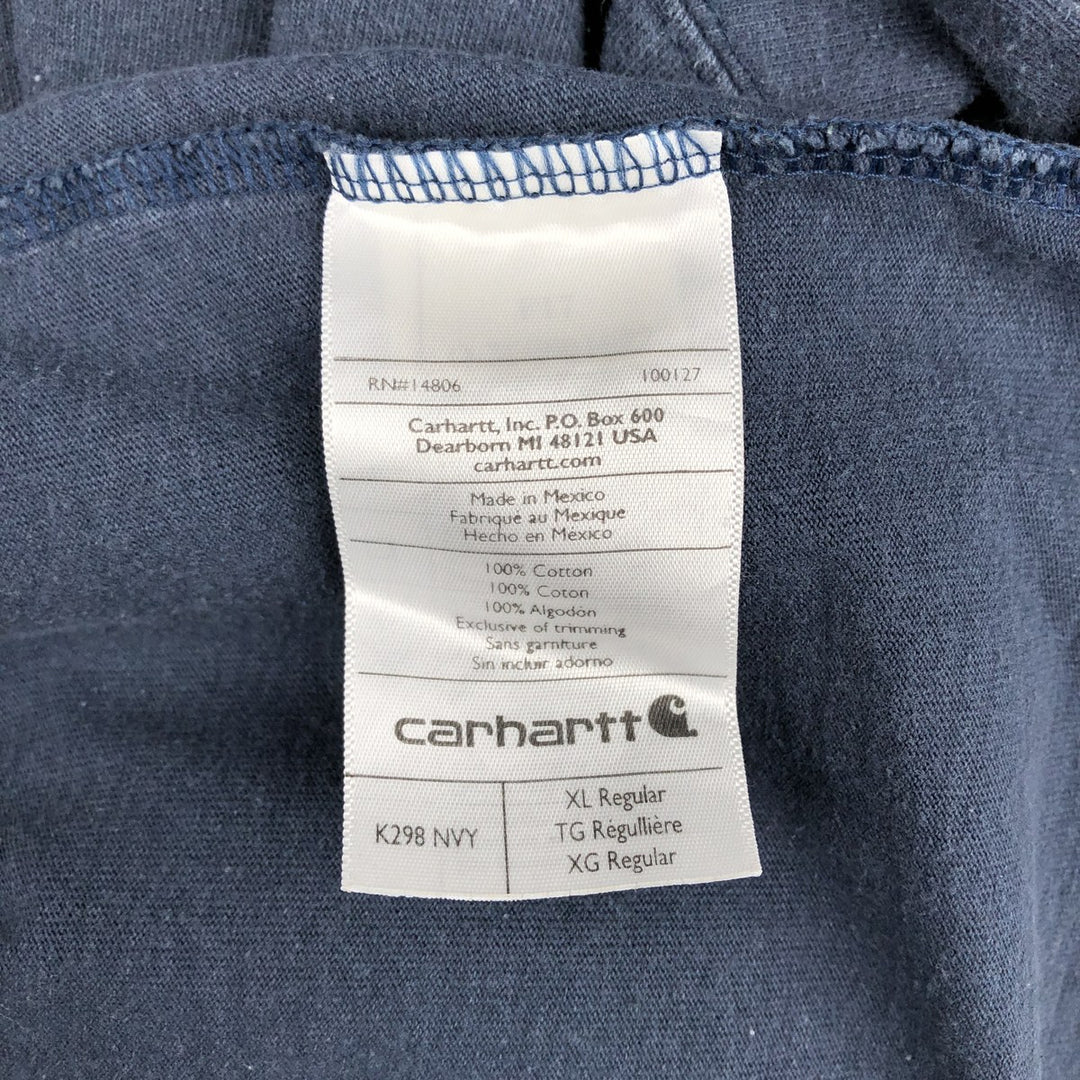 RN#14806 100127
Carhartt, Inc. P.O. Box 600
Dearborn MI 48121 USA
carhartt.com
Made in Mexico
Fabriqué au Mexique
Hecho en México
100% Cotton
100% Coton
100% Algodón
Exclusive of trimming
Sans garniture
Sin incluir adorno
carhartt
K298 NVY
XL Regular
TG Régullière
XG Regular